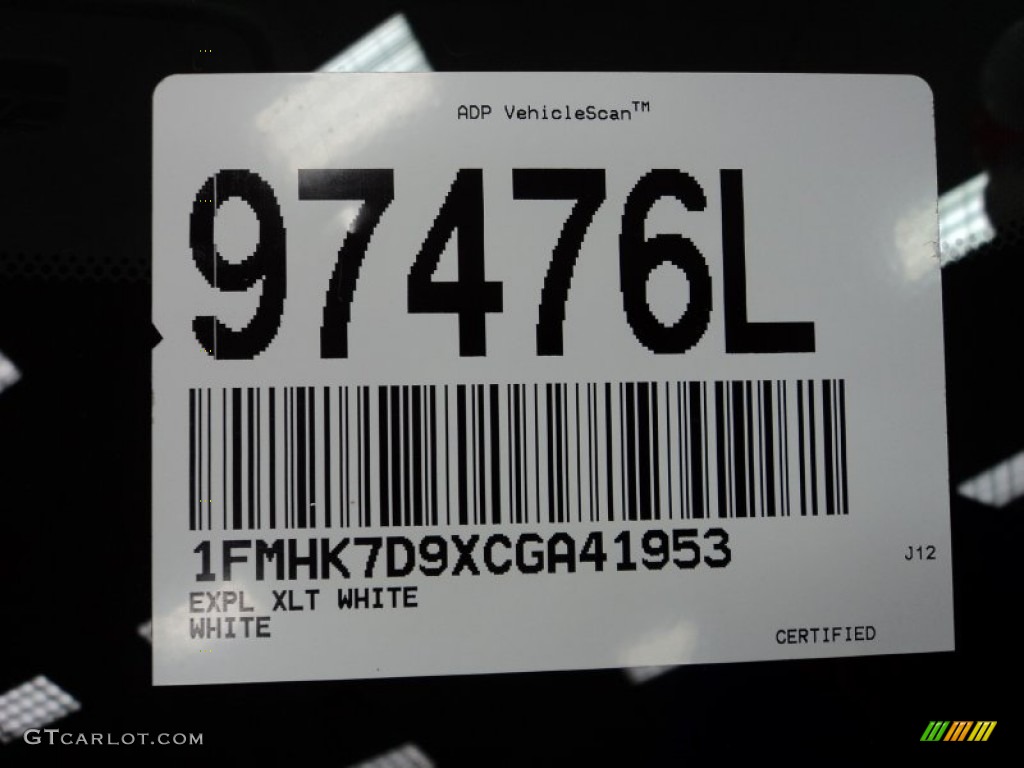 ADP VehicleScan™
97476L
1FMHK7D9XCGA41953
J12
EXPL XLT WHITE
WHITE
CERTIFIED
GTCARLOT.COM